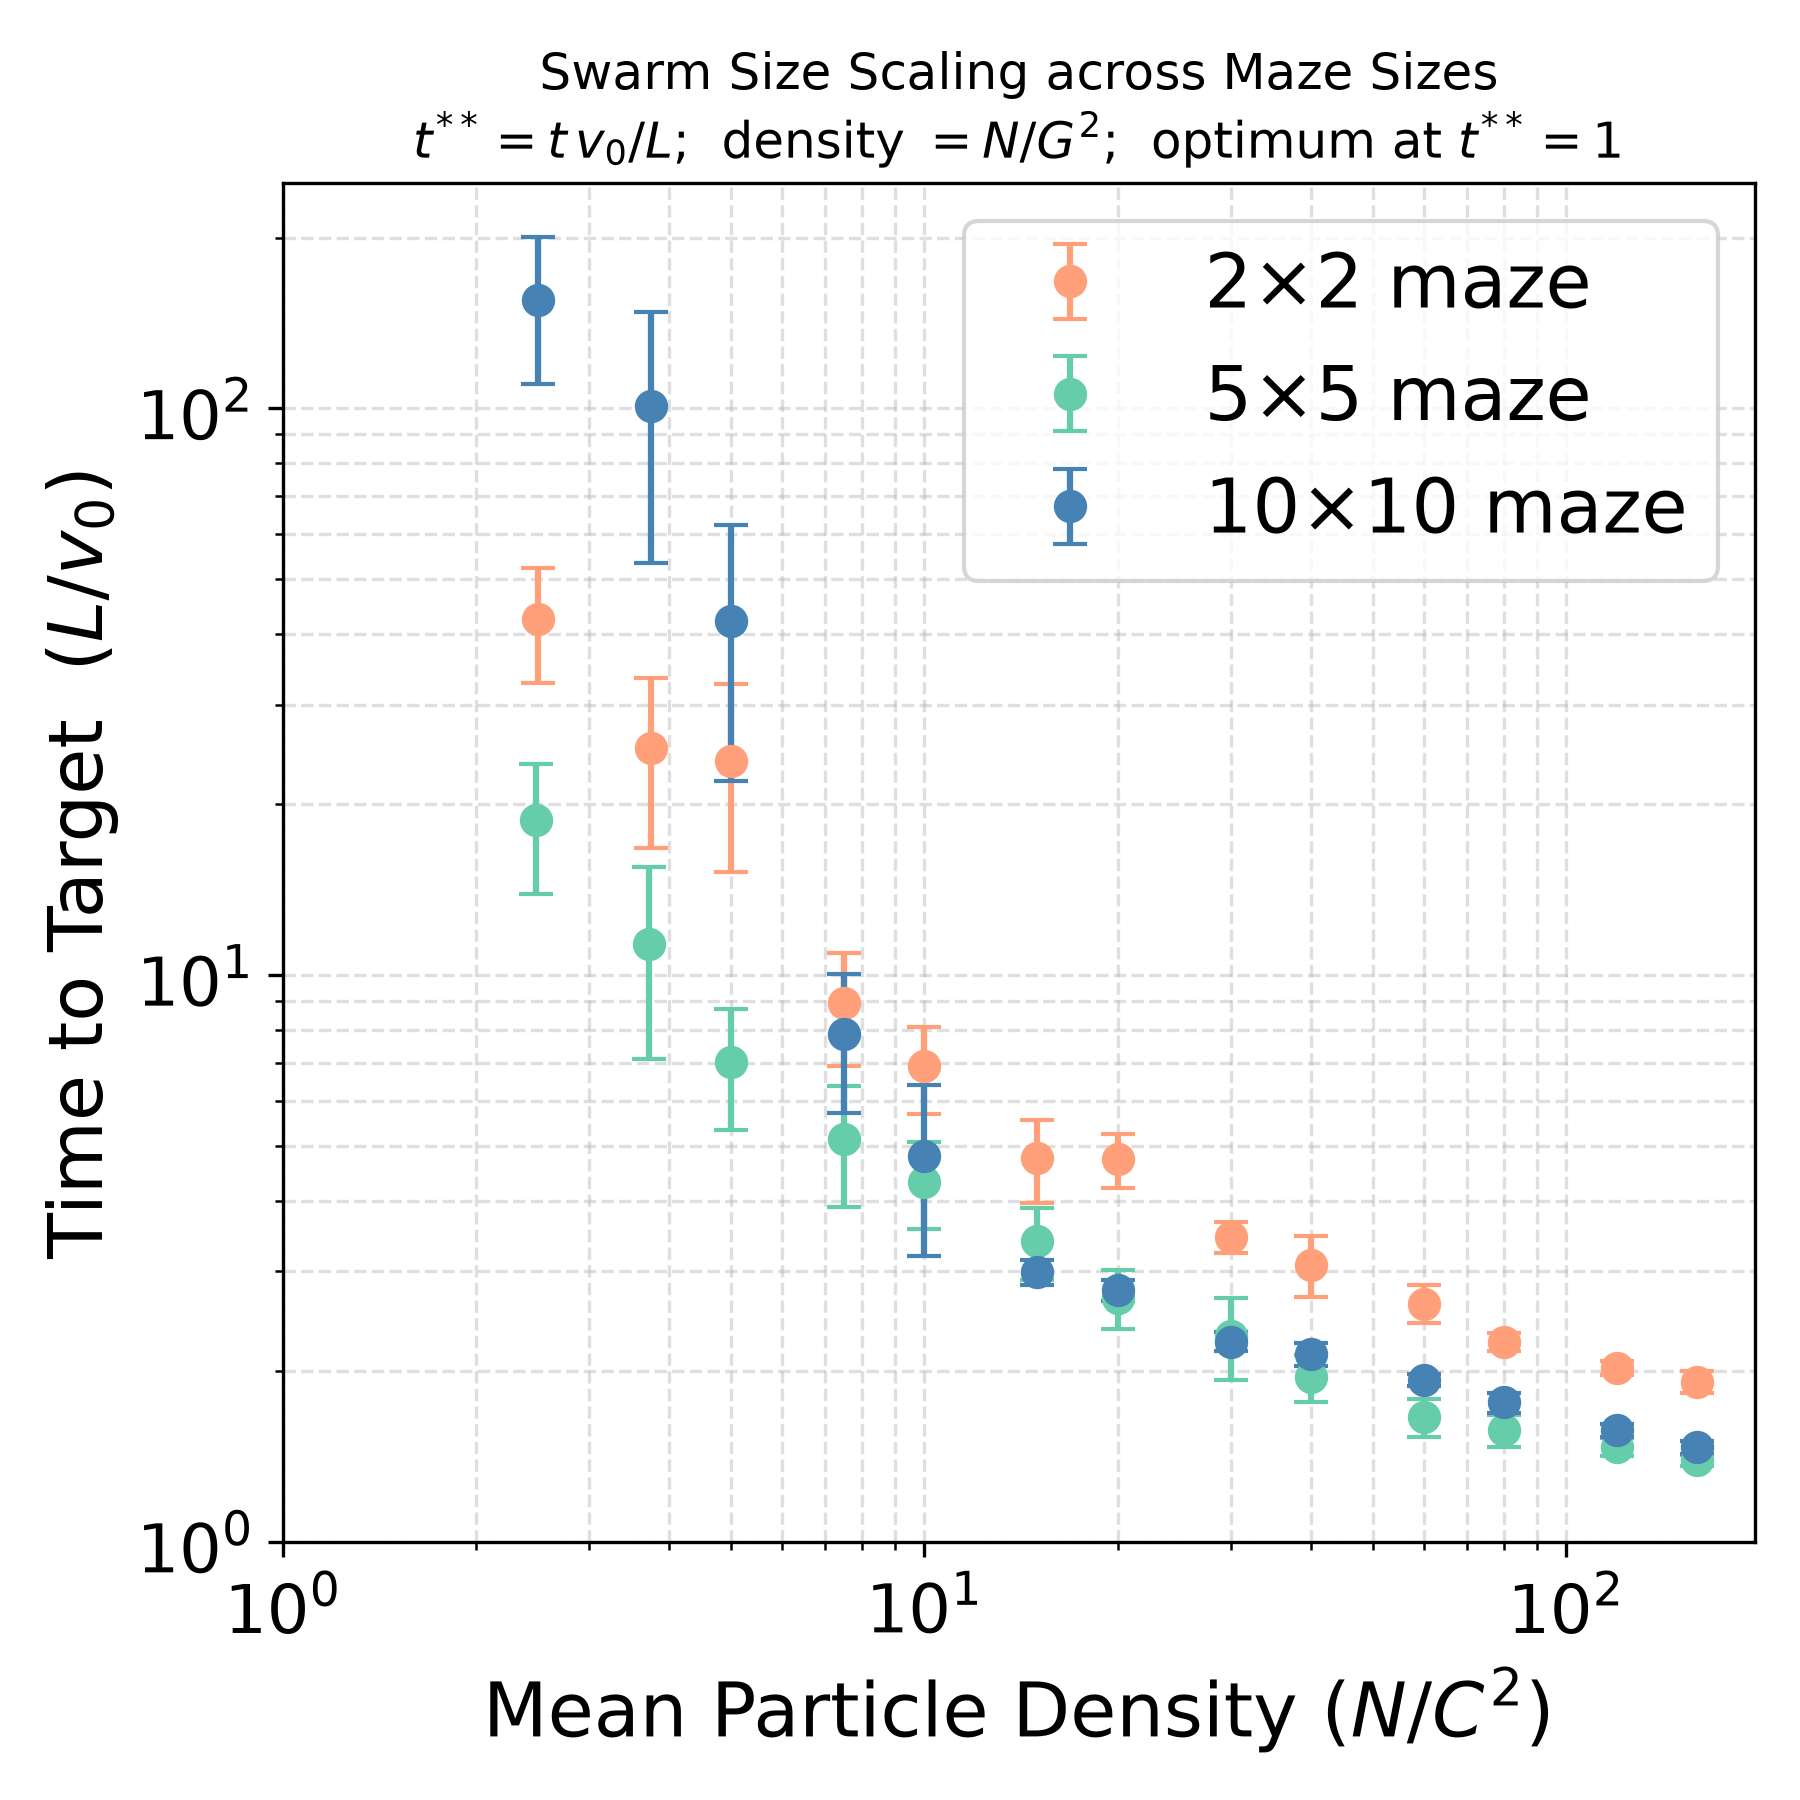 Swarm Size Scaling across Maze Sizes
t** = t v₀/L; density = N/G²; optimum at t** = 1
2×2 maze
5×5 maze
10×10 maze
Time to Target (L/v₀)
10²
10¹
10⁰
10⁰ 10¹ 10²
Mean Particle Density (N/C²)